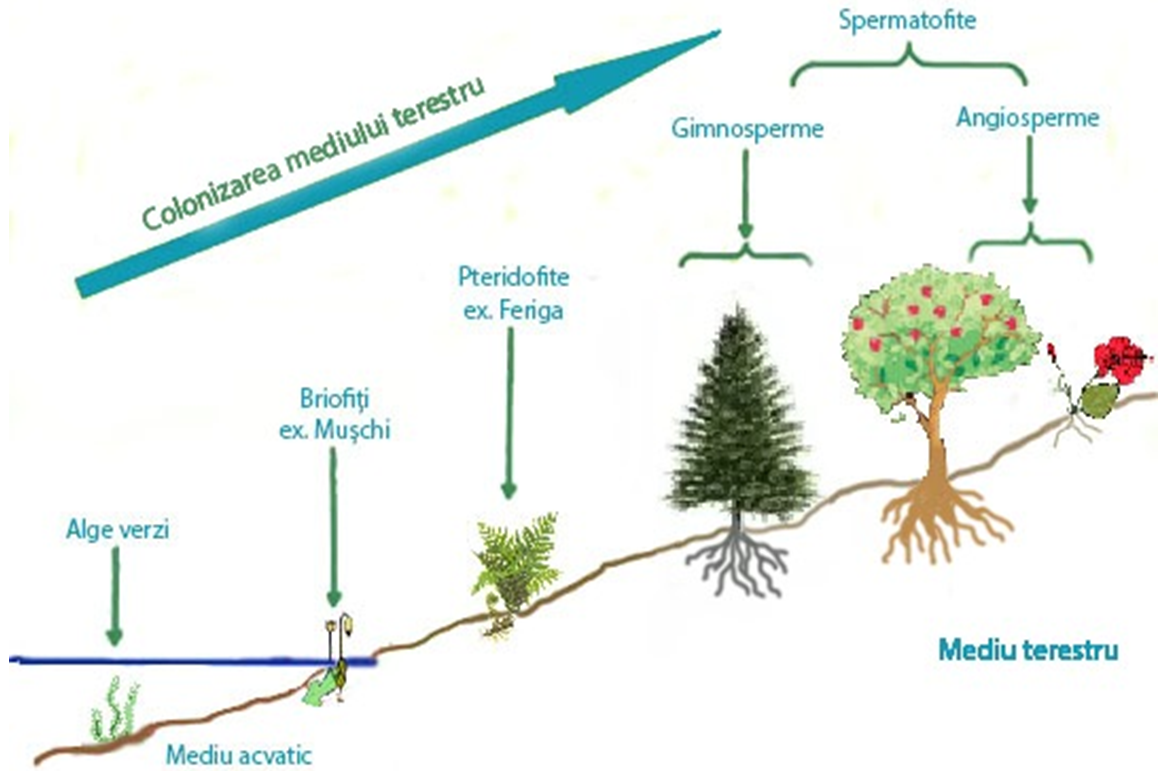 Spermatofite
Gimnosperme
Angiosperme
Colonizarea mediului terestru
Pteridofite
ex. Feriga
Briofiţi
ex. Muşchi
Alge verzi
Mediu terestru
Mediu acvatic